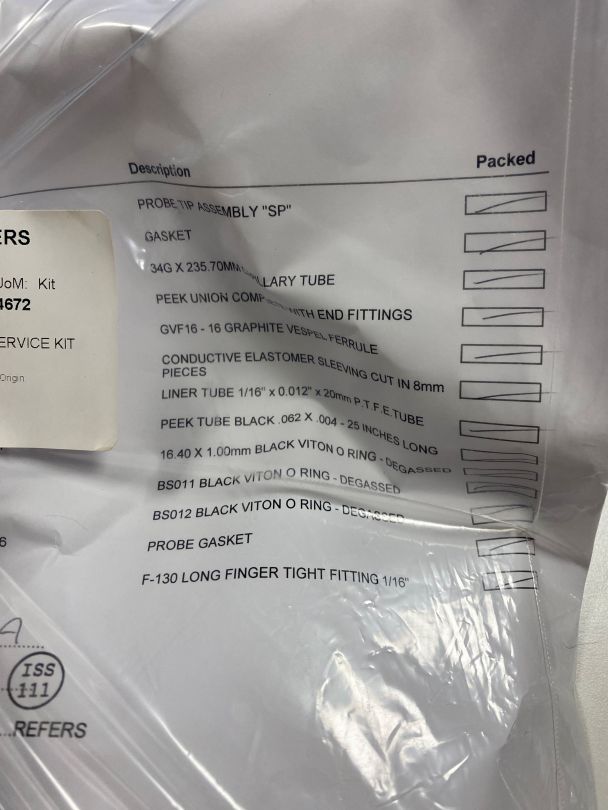 Description Packed
PROBE TIP ASSEMBLY "SP"
GASKET
34G X 235.70MM TUBE
PEEK UNION WITH END FITTINGS
GVF16 - 16 GRAPHITE VESPEL FERRULE
CONDUCTIVE ELASTOMER SLEEVING CUT IN 8mm
PIECES
LINER TUBE 1/16" x 0.012" x 20mm P.T.F.E.TUBE
PEEK TUBE BLACK .062 X .004 - 25 INCHES LONG
16.40 X 1.00mm BLACK VITON O RING - DEGASSED
BS011 BLACK VITON O RING - DEGASSED
BS012 BLACK VITON O RING - DEGASSED
PROBE GASKET
F-130 LONG FINGER TIGHT FITTING 1/16"
ERS
UoM: Kit
4672
ERVICE KIT
Origin
6
A
ISS
111
...REFERS